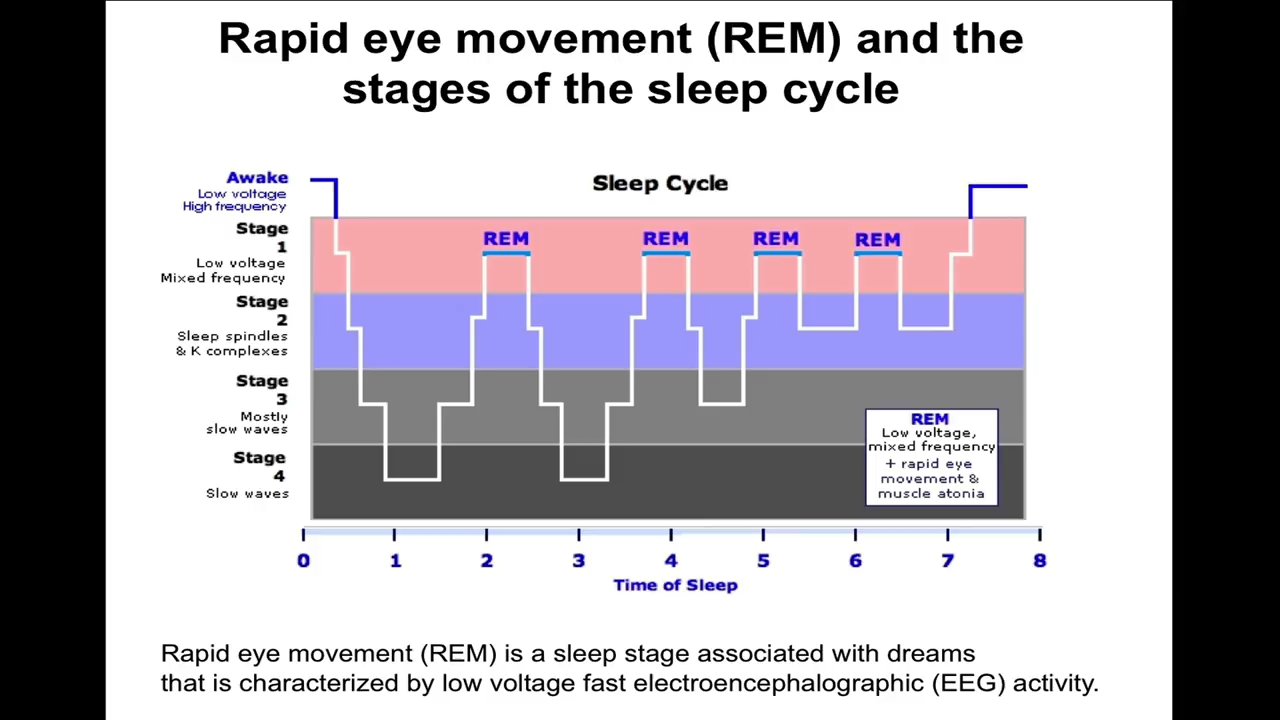 Rapid eye movement (REM) and the
stages of the sleep cycle
Sleep Cycle
Awake
Low voltage
High frequency
Stage
1
Low voltage
Mixed frequency
Stage
2
Sleep spindles
& K complexes
Stage
3
Mostly
slow waves
Stage
4
Slow waves
REM
REM
REM
REM
REM
Low voltage,
mixed frequency
+ rapid eye
movement &
muscle atonia
0 1 2 3 4 5 6 7 8
Time of Sleep
Rapid eye movement (REM) is a sleep stage associated with dreams
that is characterized by low voltage fast electroencephalographic (EEG) activity.